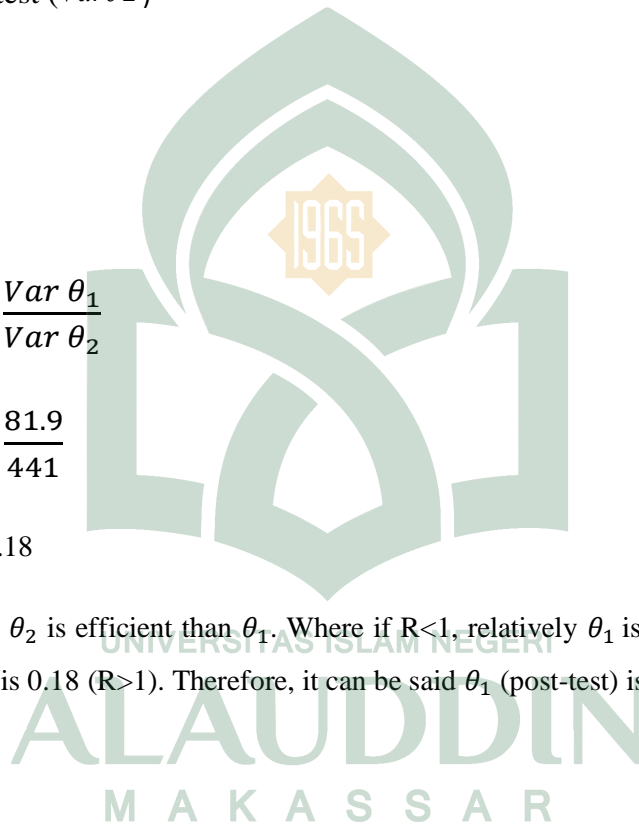 est (Var
1965
Var θ₁
Var θ₂
81.9
441
.18
θ₂ is efficient than θ₁. Where if R<1, relatively θ₁ is
UNIVERSITAS ISLAM NEGERI
is 0.18 (R>1). Therefore, it can be said θ₁ (post-test) is
ALAUDDIN
MAKASSAR